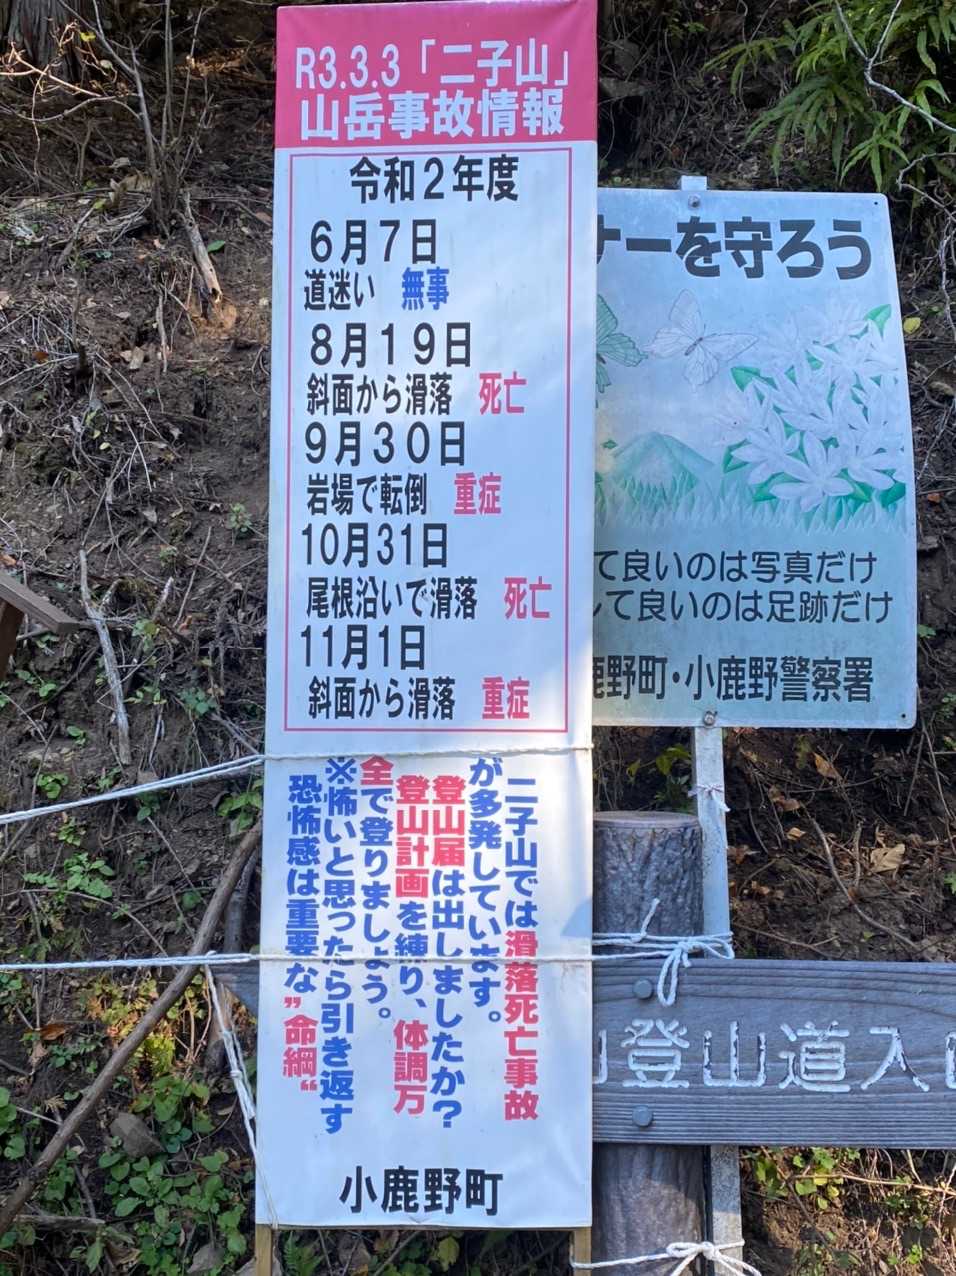 R3.3.3「二子山」
山岳事故情報
令和2年度
6月7日
道迷い 無事
8月19日
斜面から滑落 死亡
9月30日
岩場で転倒 重症
10月31日
尾根沿いで滑落 死亡
11月1日
斜面から滑落 重症
二子山では滑落死亡事故
が多発しています。
登山届は出しましたか?
登山計画を練り、体調万
全で登りましょう。
※怖いと思ったら引き返す
恐怖感は重要な”命綱“
小鹿野町
ナーを守ろう
て良いのは写真だけ
して良いのは足跡だけ
鹿野町・小鹿野警察署
登山道入口